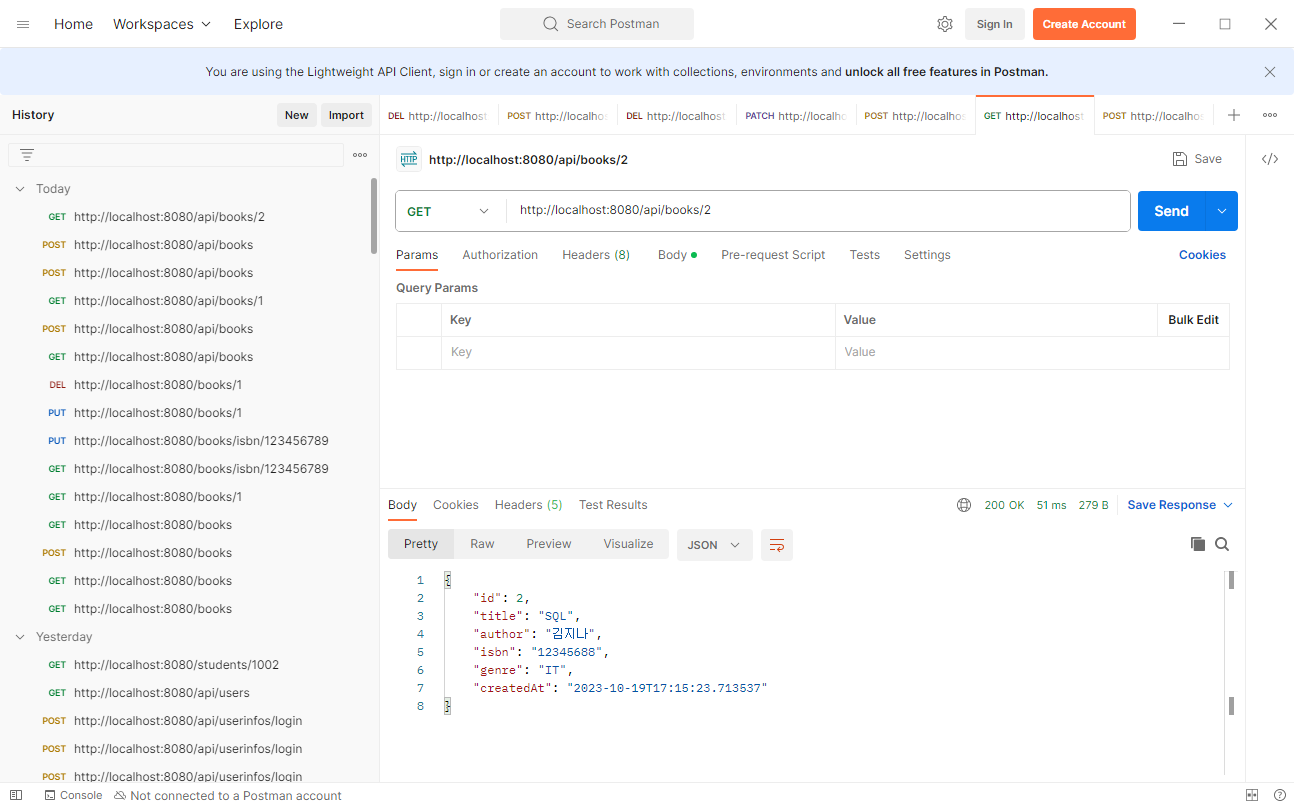 Home Workspaces Explore Search Postman Sign In Create Account
You are using the Lightweight API Client, sign in or create an account to work with collections, environments and unlock all free features in Postman.
History New Import
DEL http://localhost POST http://localhos DEL http://localhost PATCH http://localh POST http://localhos GET http://localhost POST http://localhos
Today
GET http://localhost:8080/api/books/2
POST http://localhost:8080/api/books
POST http://localhost:8080/api/books
GET http://localhost:8080/api/books/1
POST http://localhost:8080/api/books
GET http://localhost:8080/api/books
DEL http://localhost:8080/books/1
PUT http://localhost:8080/books/1
PUT http://localhost:8080/books/isbn/123456789
GET http://localhost:8080/books/isbn/123456789
GET http://localhost:8080/books/1
GET http://localhost:8080/books
POST http://localhost:8080/books
GET http://localhost:8080/books
GET http://localhost:8080/books
Yesterday
GET http://localhost:8080/students/1002
GET http://localhost:8080/api/users
POST http://localhost:8080/api/userinfos/login
POST http://localhost:8080/api/userinfos/login
POST http://localhost:8080/api/userinfos/login
HTTP http://localhost:8080/api/books/2 Save </>
GET http://localhost:8080/api/books/2 Send
Params Authorization Headers (8) Body Pre-request Script Tests Settings Cookies
Query Params
Key Value Bulk Edit
Key Value
Body Cookies Headers (5) Test Results 200 OK 51 ms 279 B Save Response
Pretty Raw Preview Visualize JSON
1 {
2 "id": 2,
3 "title": "SQL",
4 "author": "김지나",
5 "isbn": "12345688",
6 "genre": "IT",
7 "createdAt": "2023-10-19T17:15:23.713537"
8 }
Console Not connected to a Postman account